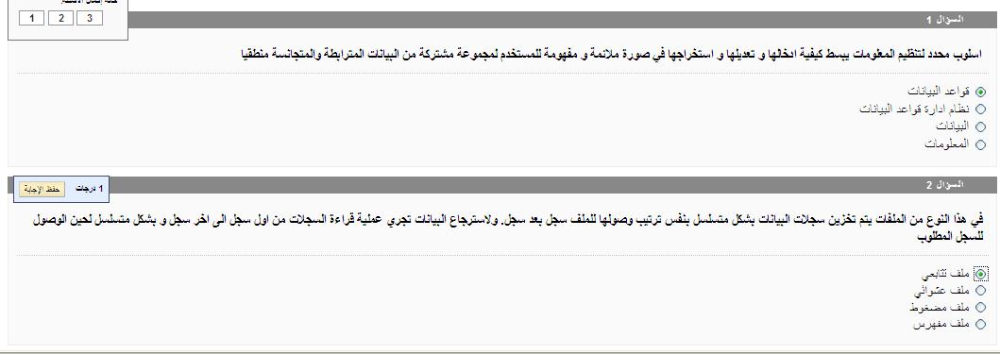 1 2 3
السؤال 1
اسلوب محدد لتنظيم المعلومات يبسط كيفية ادخالها و تعديلها و استخراجها في صورة ملائمة و مفهومة للمستخدم لمجموعة مشتركة من البيانات المترابطة والمتجانسة منطقيا
قواعد البيانات
نظام ادارة قواعد البيانات
البيانات
المعلومات
السؤال 2
1 درجات حفظ الإجابة
في هذا النوع من الملفات يتم تخزين سجلات البيانات بشكل متسلسل بنفس ترتيب وصولها للملف سجل بعد سجل. ولاسترجاع البيانات تجري عملية قراءة السجلات من اول سجل الى اخر سجل و بشكل متسلسل لحين الوصول
للسجل المطلوب
ملف تتابعي
ملف عشوائي
ملف مضغوط
ملف مفهرس